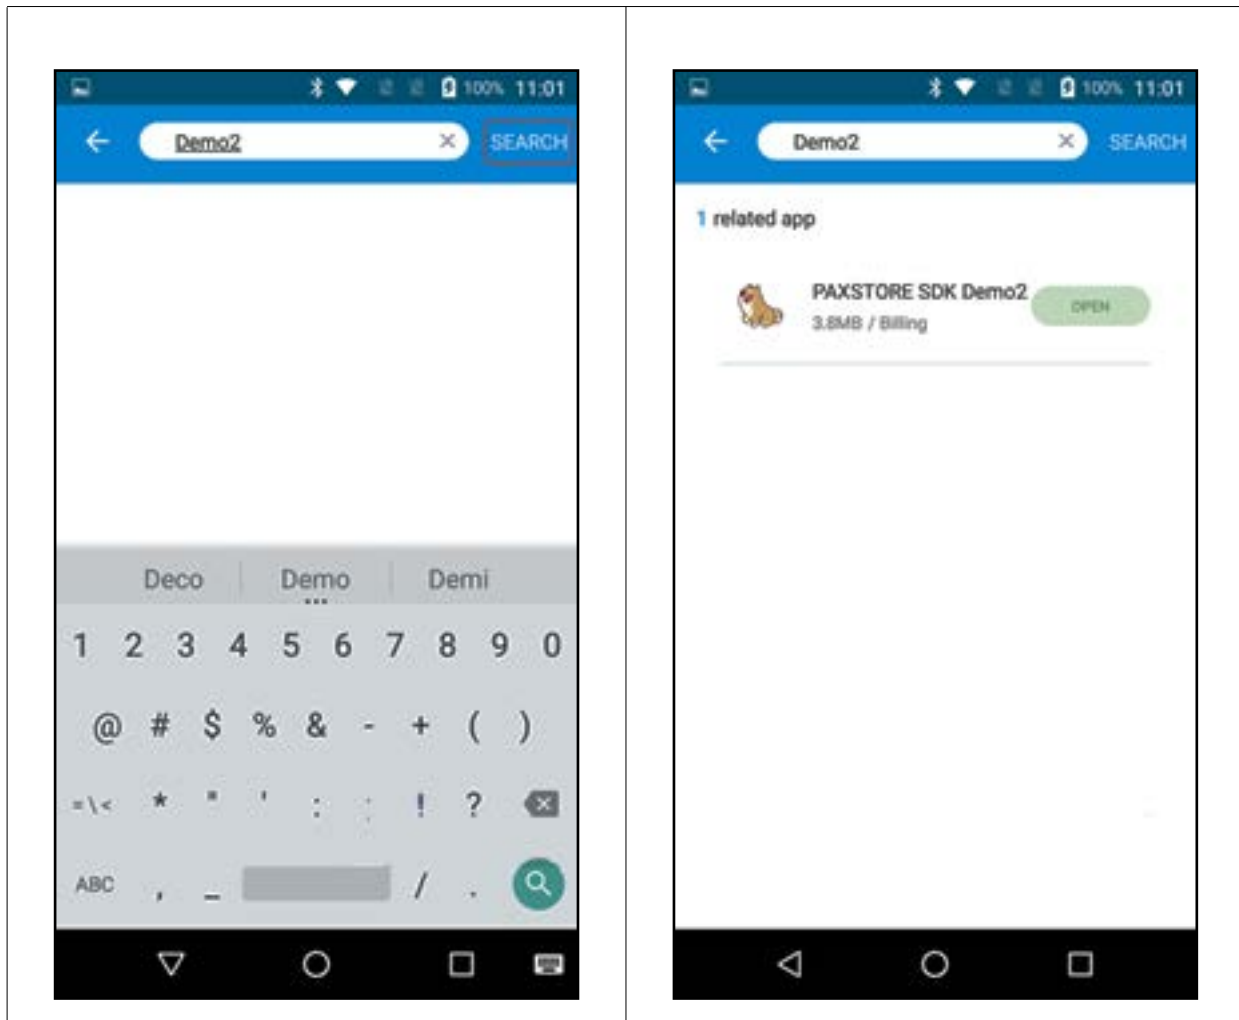 100% 11:01
Demo2
SEARCH
Deco Demo Demi
1 2 3 4 5 6 7 8 9 0
@ # $ % & - + ( )
=\< * " ' : ; ! ?
ABC , _ / .
100% 11:01
Demo2
SEARCH
1 related app
PAXSTORE SDK Demo2
OPEN
3.8MB / Billing